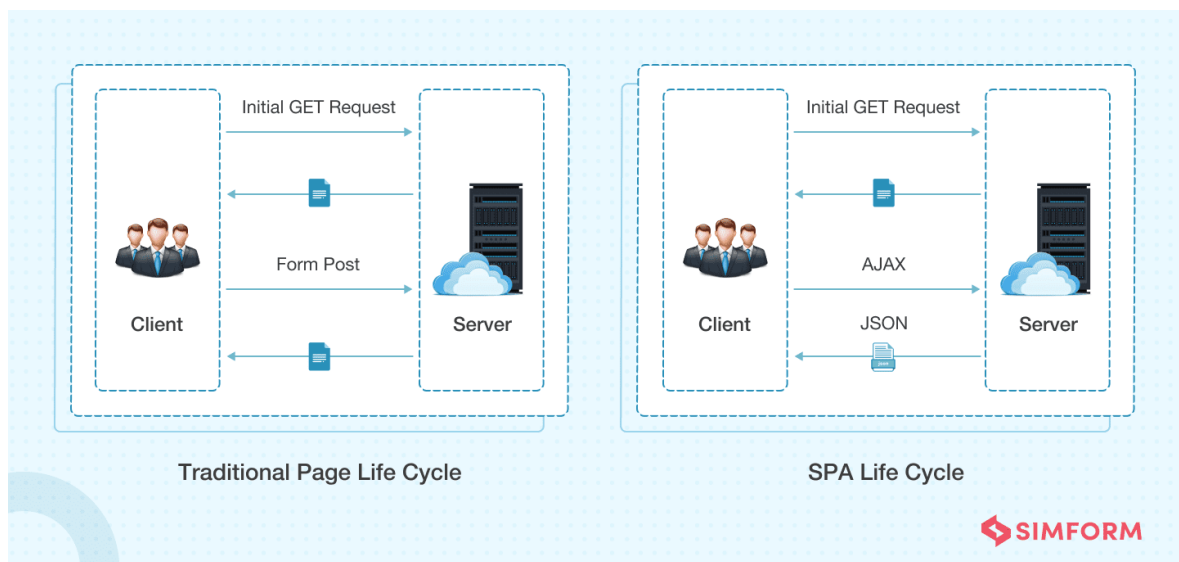 Initial GET Request
Form Post
Client
Server
Traditional Page Life Cycle
Initial GET Request
AJAX
JSON
json
Client
Server
SPA Life Cycle
SIMFORM